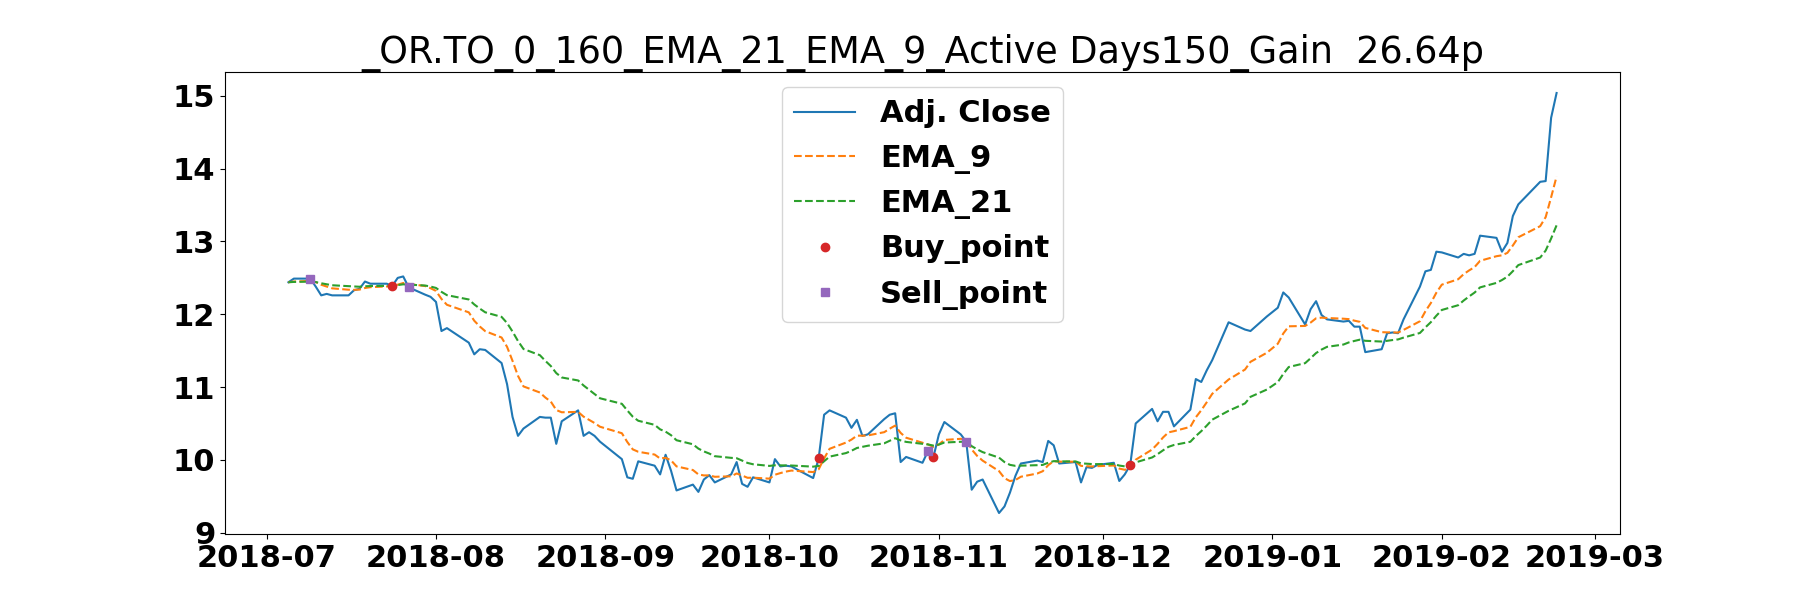 _OR.TO_0_160_EMA_21_EMA_9_Active Days150_Gain  26.64p
Adj. Close
EMA_9
EMA_21
Buy_point
Sell_point
15
14
13
12
11
10
9
2018-07 2018-08 2018-09 2018-10 2018-11 2018-12 2019-01 2019-02 2019-03